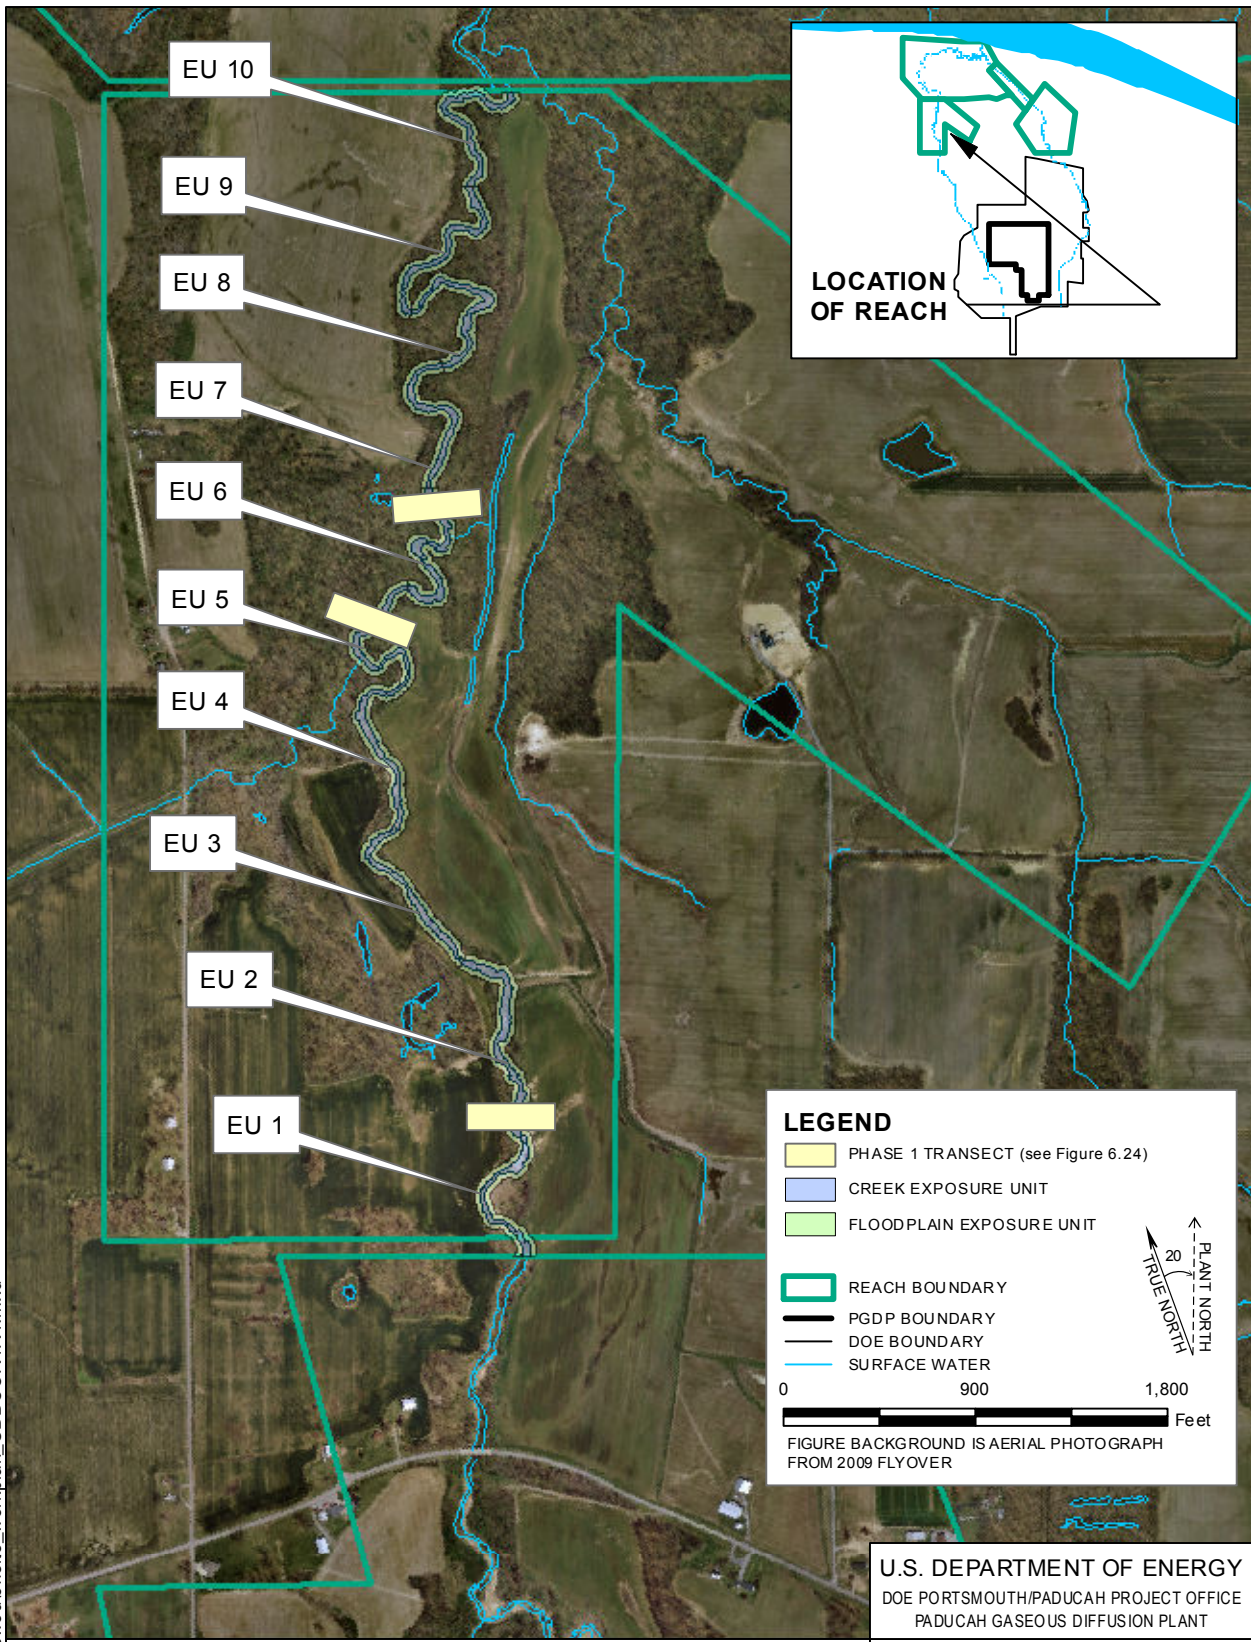 EU 10
EU 9
EU 8
EU 7
EU 6
EU 5
EU 4
EU 3
EU 2
EU 1
LOCATION
OF REACH
LEGEND
PHASE 1 TRANSECT (see Figure 6.24)
CREEK EXPOSURE UNIT
FLOODPLAIN EXPOSURE UNIT
REACH BOUNDARY
PGDP BOUNDARY
DOE BOUNDARY
SURFACE WATER
20
TRUE NORTH
PLANT NORTH
0 900 1,800
Feet
FIGURE BACKGROUND IS AERIAL PHOTOGRAPH
FROM 2009 FLYOVER
U.S. DEPARTMENT OF ENERGY
DOE PORTSMOUTH/PADUCAH PROJECT OFFICE
PADUCAH GASEOUS DIFFUSION PLANT